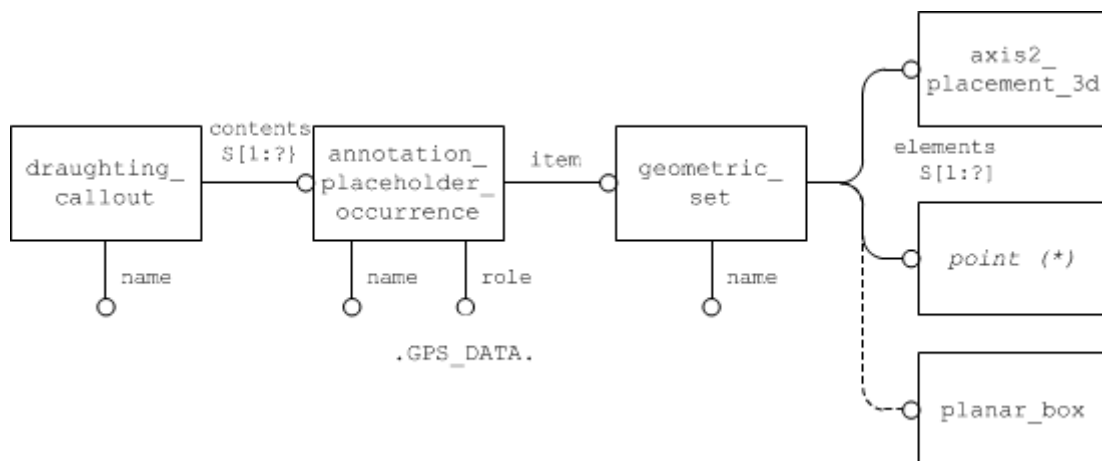 axis2_
placement_3d
contents
S[1:?}
draughting_
callout
annotation_
placeholder_
occurrence
item
geometric_
set
elements
S[1:?]
point (*)
name
name
role
name
.GPS_DATA.
planar_box